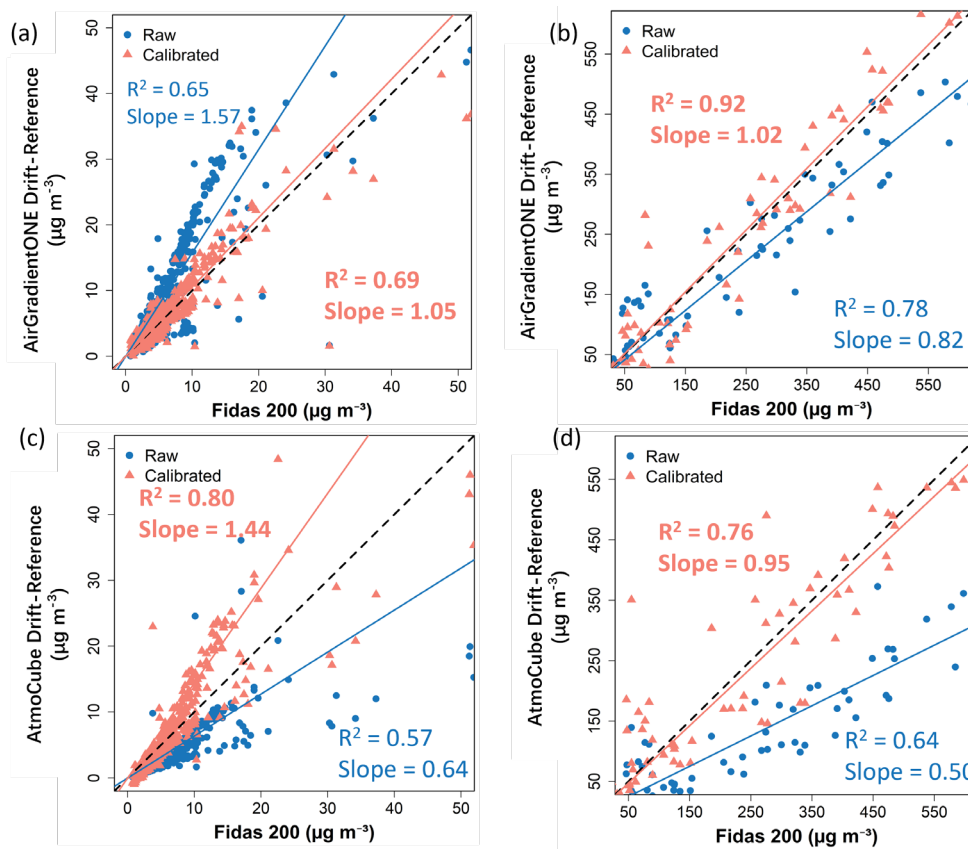 (a)
50
40
30
20
10
0
AirGradientONE Drift-Reference
(µg m⁻³)
Raw
Calibrated
R² = 0.65
Slope = 1.57
R² = 0.69
Slope = 1.05
0 10 20 30 40 50
Fidas 200 (µg m⁻³)
(b)
550
450
350
250
150
50
AirGradientONE Drift-Reference
(µg m⁻³)
Raw
Calibrated
R² = 0.92
Slope = 1.02
R² = 0.78
Slope = 0.82
50 150 250 350 450 550
Fidas 200 (µg m⁻³)
(c)
50
40
30
20
10
0
AtmoCube Drift-Reference
(µg m⁻³)
Raw
Calibrated
R² = 0.80
Slope = 1.44
R² = 0.57
Slope = 0.64
0 10 20 30 40 50
Fidas 200 (µg m⁻³)
(d)
550
450
350
250
150
50
AtmoCube Drift-Reference
(µg m⁻³)
Raw
Calibrated
R² = 0.76
Slope = 0.95
R² = 0.64
Slope = 0.50
50 150 250 350 450 550
Fidas 200 (µg m⁻³)